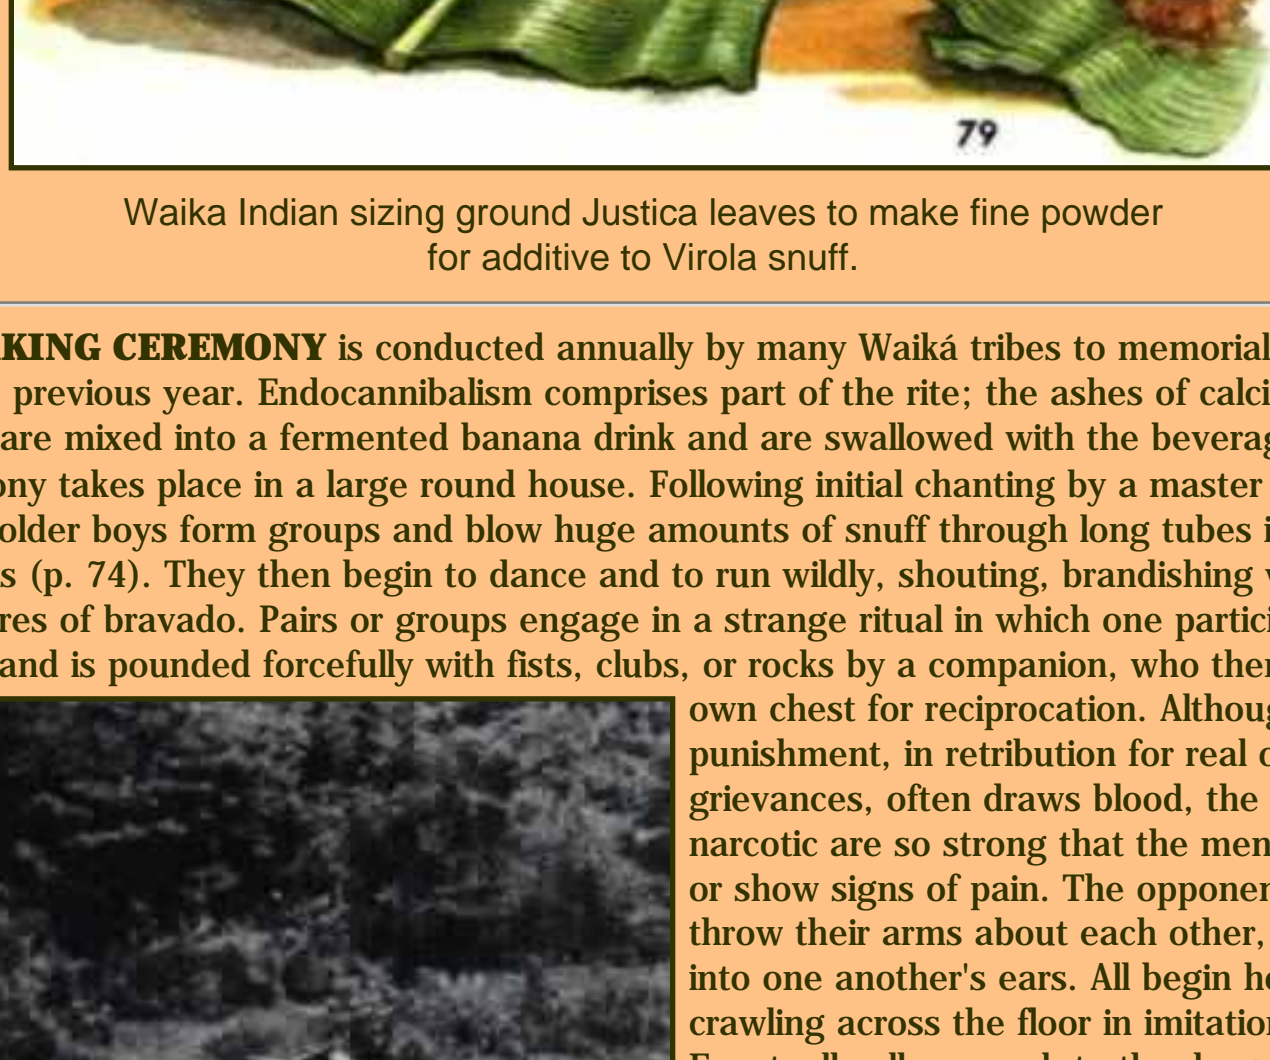 79
Waika Indian sizing ground Justica leaves to make fine powder
for additive to Virola snuff.
KING CEREMONY is conducted annually by many Waiká tribes to memorial
previous year. Endocannibalism comprises part of the rite; the ashes of calci
are mixed into a fermented banana drink and are swallowed with the beverag
ony takes place in a large round house. Following initial chanting by a master
older boys form groups and blow huge amounts of snuff through long tubes i
s (p. 74). They then begin to dance and to run wildly, shouting, brandishing
res of bravado. Pairs or groups engage in a strange ritual in which one partici
and is pounded forcefully with fists, clubs, or rocks by a companion, who then
own chest for reciprocation. Althoug
punishment, in retribution for real o
grievances, often draws blood, the
narcotic are so strong that the men
or show signs of pain. The opponen
throw their arms about each other,
into one another's ears. All begin ho
crawling across the floor in imitation